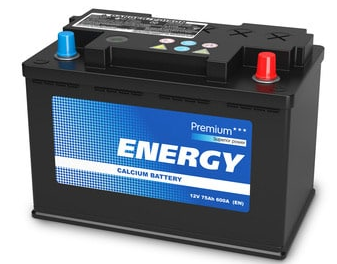 Premium***
Superior power
ENERGY
CALCIUM BATTERY
12V 75Ah 600A (EN)